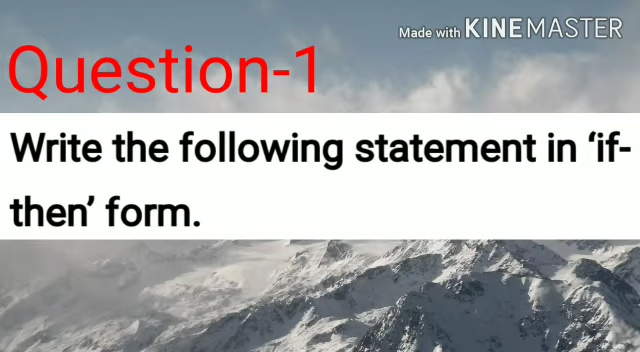 Made with KINEMASTER
Question-1
Write the following statement in ‘if-
then’ form.